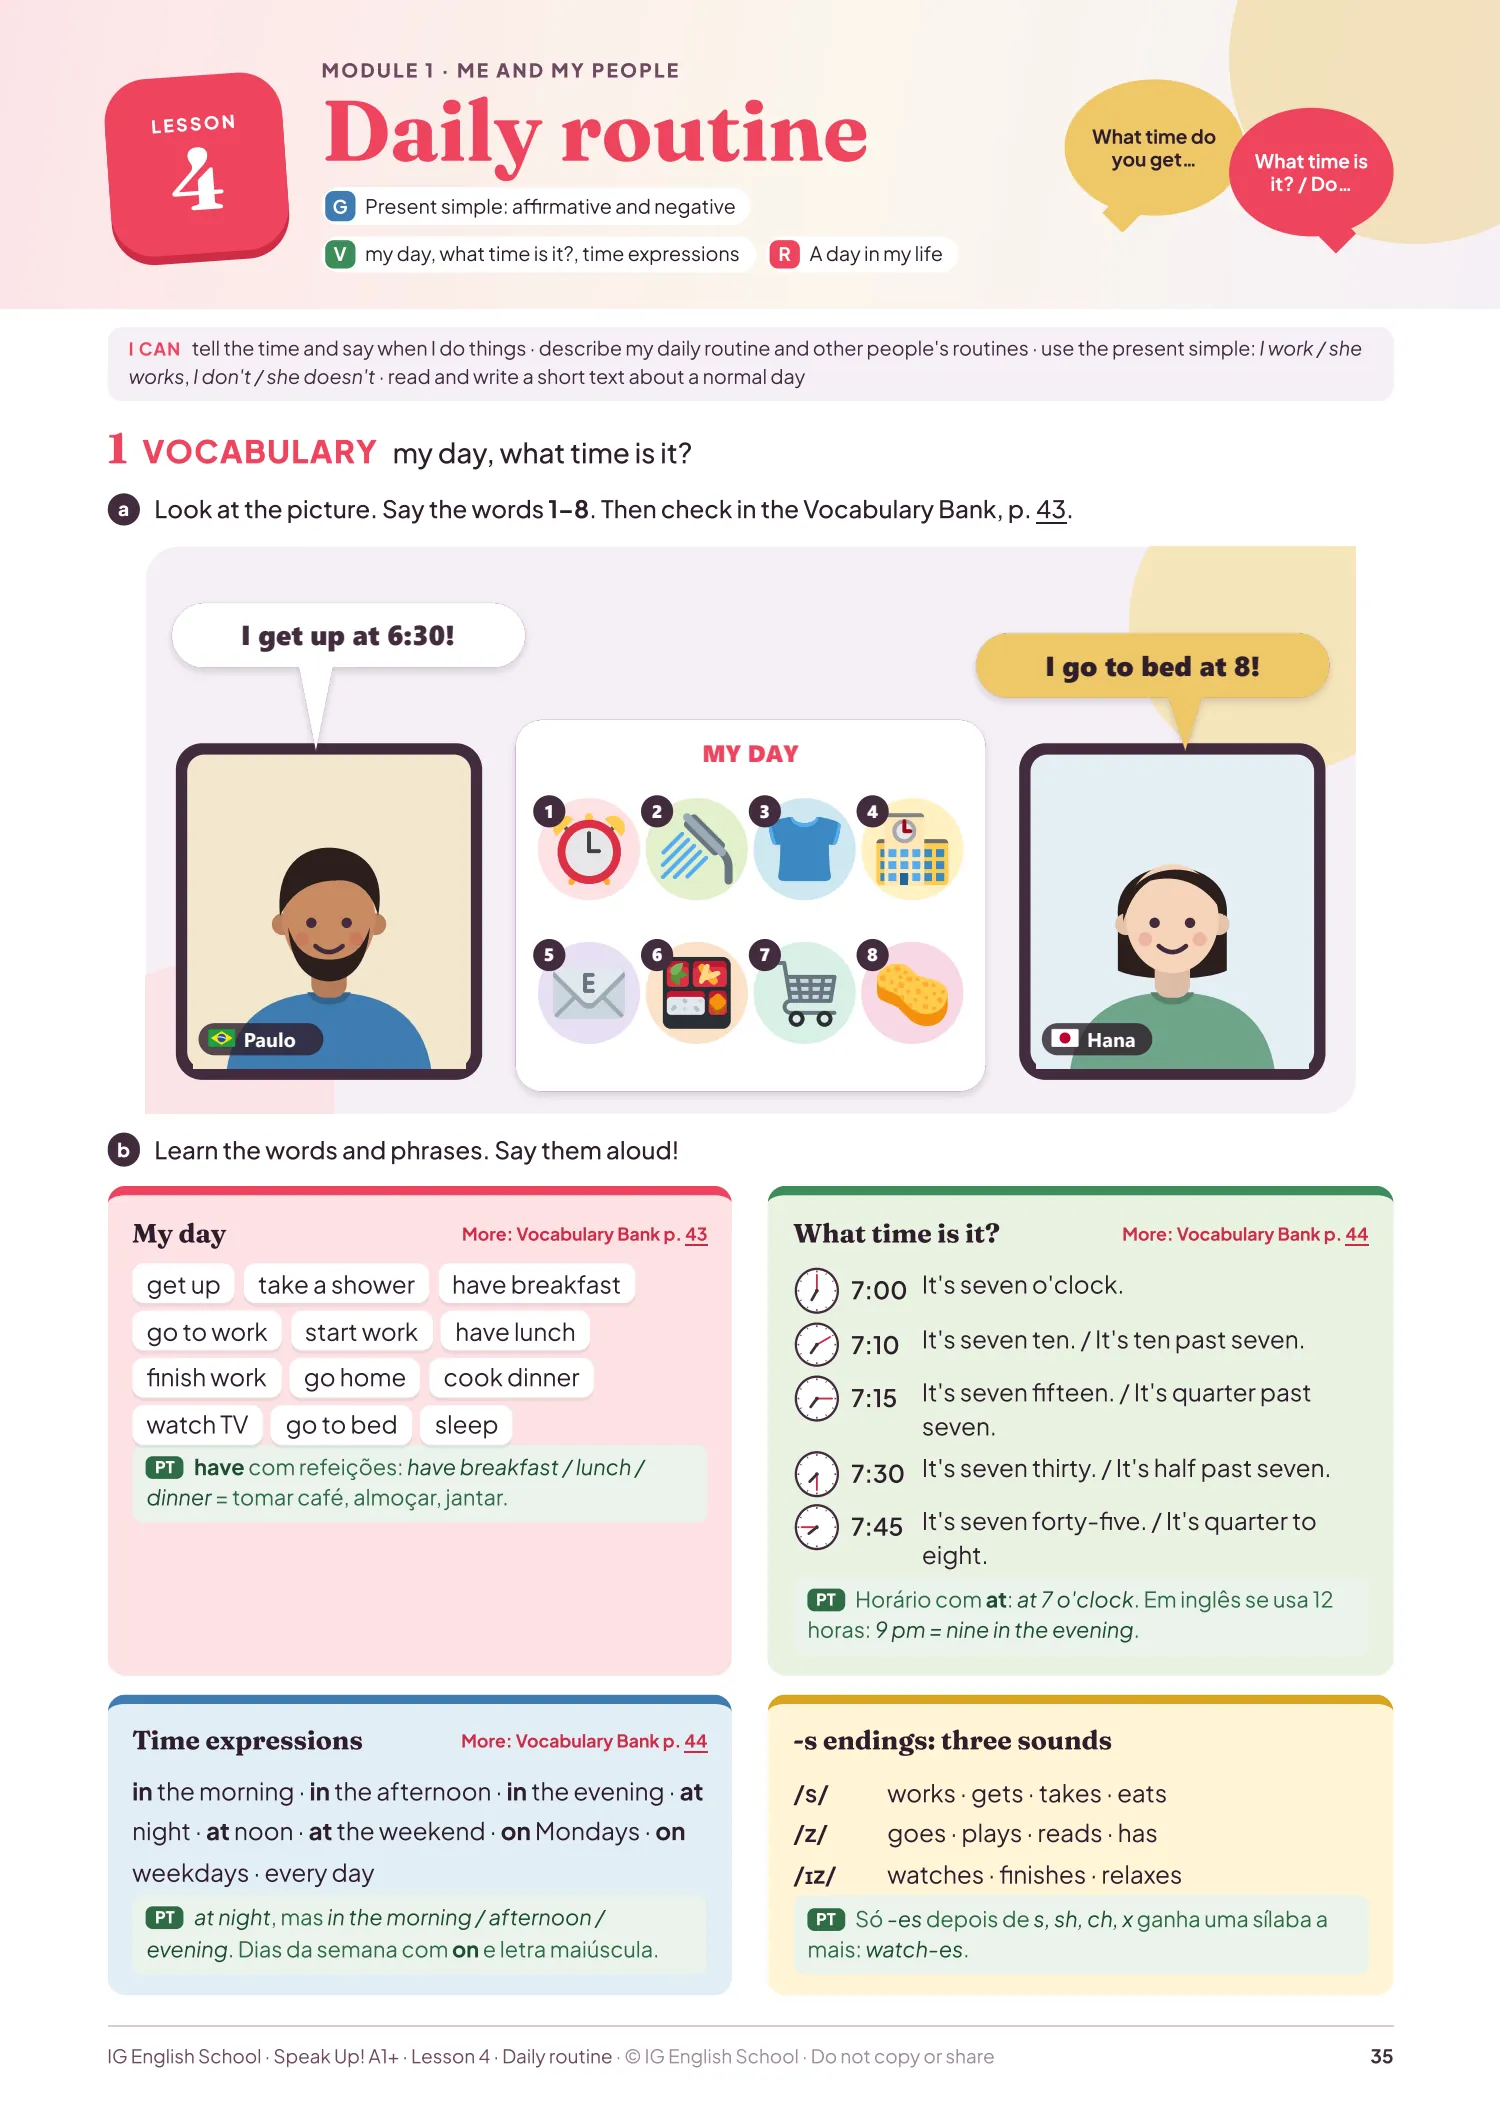 MODULE 1 · ME AND MY PEOPLE
LESSON
4
Daily routine
G Present simple: affirmative and negative
V my day, what time is it?, time expressions
R A day in my life
What time do
you get...
What time is
it? / Do...
I CAN tell the time and say when I do things · describe my daily routine and other people's routines · use the present simple: I work / she
works, I don't / she doesn't · read and write a short text about a normal day
1 VOCABULARY my day, what time is it?
a Look at the picture. Say the words 1–8. Then check in the Vocabulary Bank, p. 43.
I get up at 6:30!
I go to bed at 8!
MY DAY
1 2 3 4
5 6 7 8
E
Paulo
Hana
b Learn the words and phrases. Say them aloud!
My day More: Vocabulary Bank p. 43
get up take a shower have breakfast
go to work start work have lunch
finish work go home cook dinner
watch TV go to bed sleep
PT have com refeições: have breakfast / lunch /
dinner = tomar café, almoçar, jantar.
What time is it? More: Vocabulary Bank p. 44
7:00 It's seven o'clock.
7:10 It's seven ten. / It's ten past seven.
7:15 It's seven fifteen. / It's quarter past
seven.
7:30 It's seven thirty. / It's half past seven.
7:45 It's seven forty-five. / It's quarter to
eight.
PT Horário com at: at 7 o'clock. Em inglês se usa 12
horas: 9 pm = nine in the evening.
Time expressions More: Vocabulary Bank p. 44
in the morning · in the afternoon · in the evening · at
night · at noon · at the weekend · on Mondays · on
weekdays · every day
PT at night, mas in the morning / afternoon /
evening. Dias da semana com on e letra maiúscula.
-s endings: three sounds
/s/ works · gets · takes · eats
/z/ goes · plays · reads · has
/ɪz/ watches · finishes · relaxes
PT Só -es depois de s, sh, ch, x ganha uma sílaba a
mais: watch-es.
IG English School · Speak Up! A1+ · Lesson 4 · Daily routine · © IG English School · Do not copy or share
35